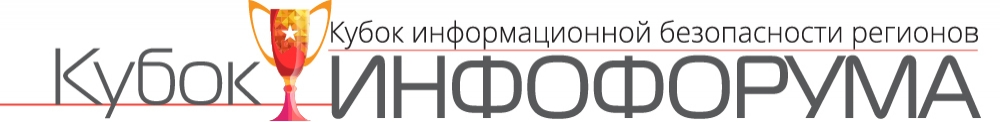 Кубок информационной безопасности регионов
Кубок ИНФОФОРУМА